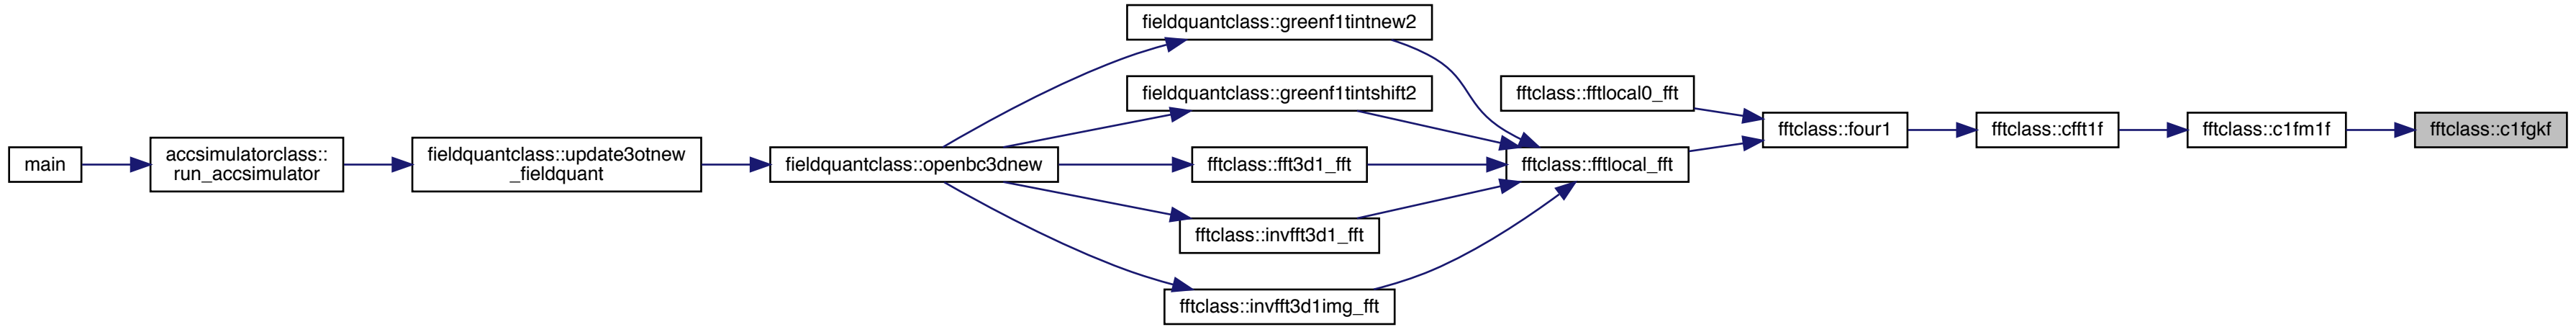 main
accsimulatorclass::
run_accsimulator
fieldquantclass::update3otnew
_fieldquant
fieldquantclass::openbc3dnew
fieldquantclass::greenf1tintnew2
fieldquantclass::greenf1tintshift2
fftclass::fft3d1_fft
fftclass::invfft3d1_fft
fftclass::invfft3d1img_fft
fftclass::fftlocal0_fft
fftclass::fftlocal_fft
fftclass::four1
fftclass::cfft1f
fftclass::c1fm1f
fftclass::c1fgkf